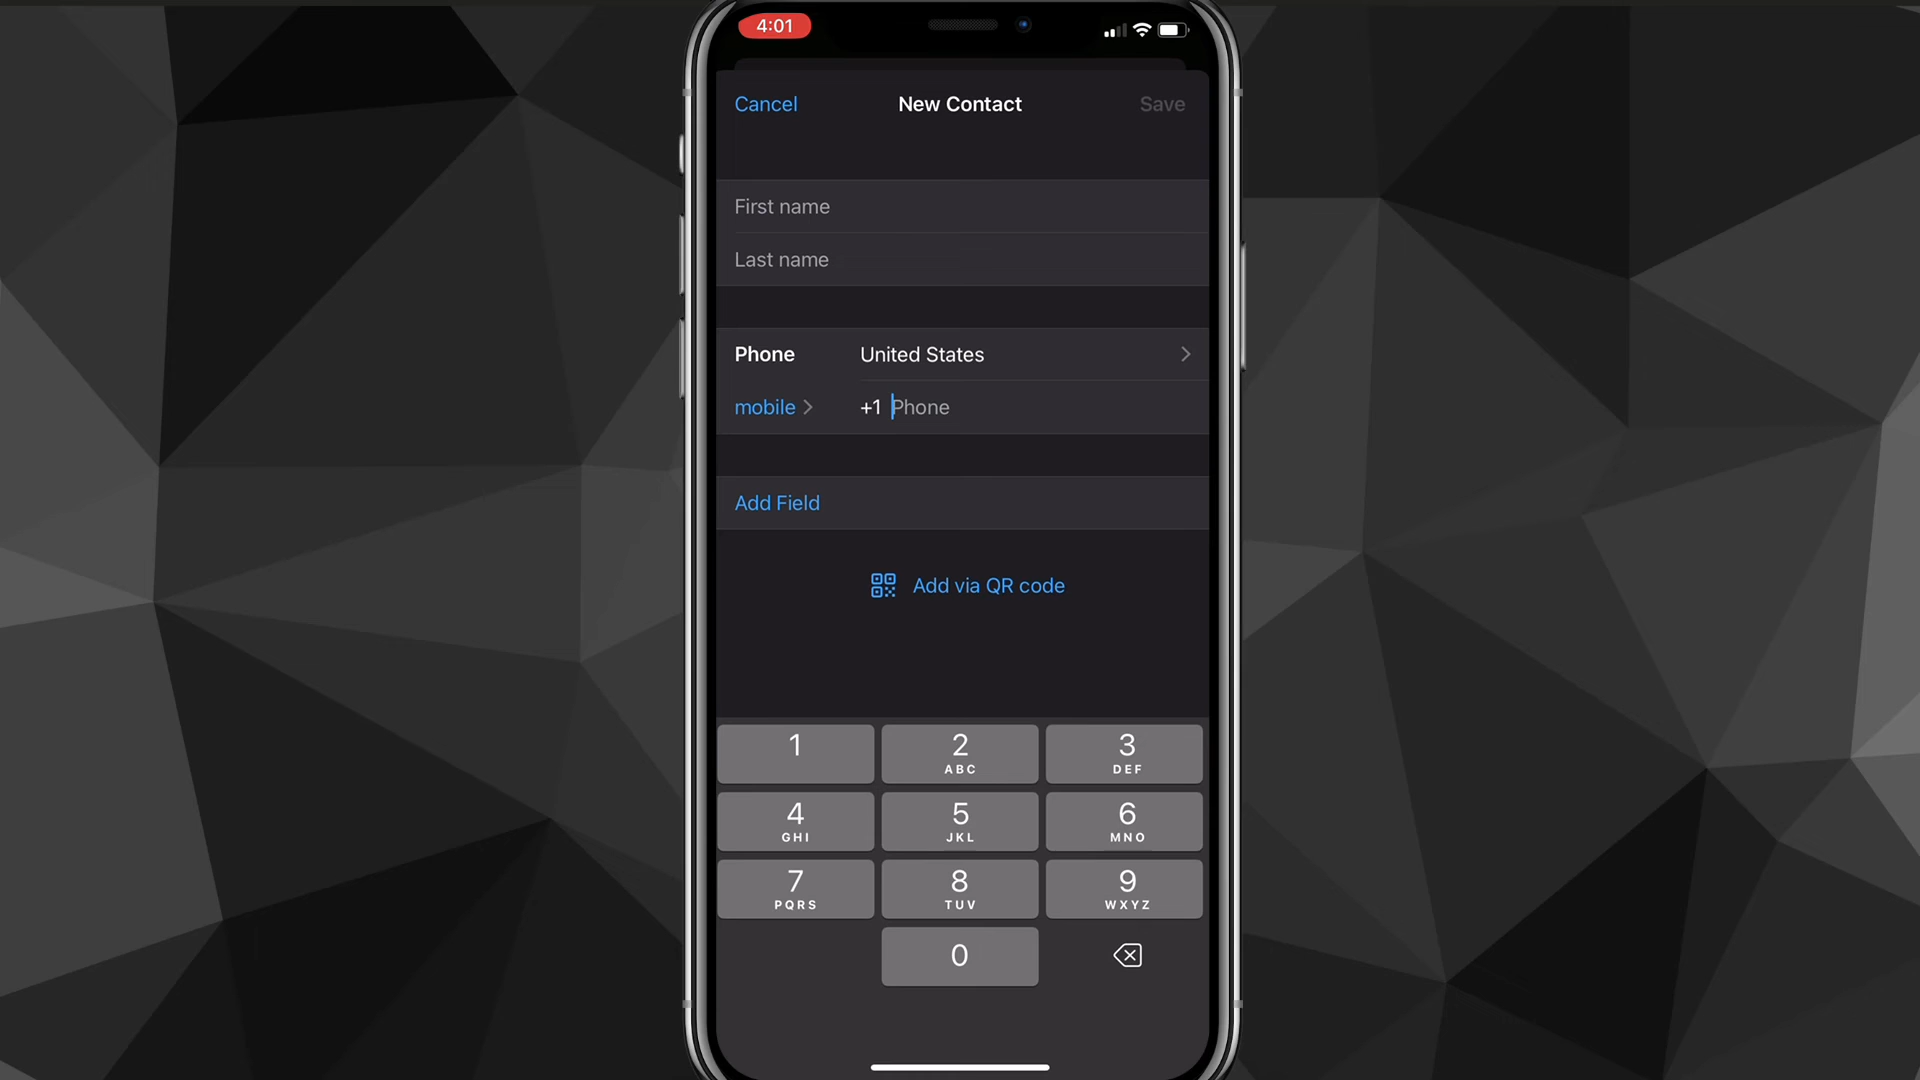 4:01
Cancel New Contact Save
First name
Last name
Phone United States
mobile +1 Phone
Add Field
Add via QR code
1 2 3
ABC DEF
4 5 6
GHI JKL MNO
7 8 9
PQRS TUV WXYZ
0